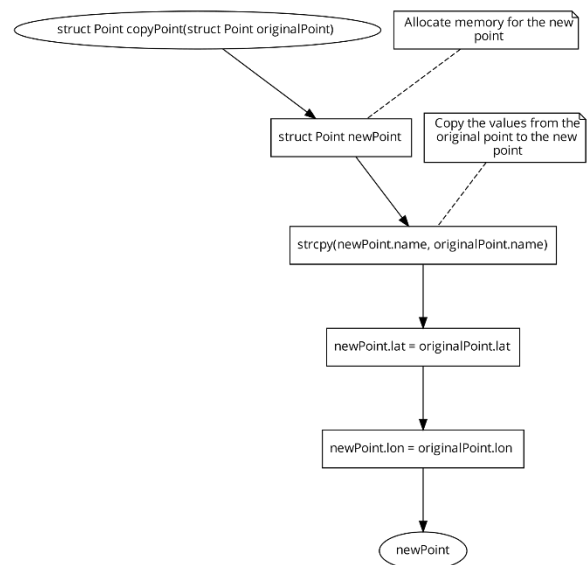 struct Point copyPoint(struct Point originalPoint)
Allocate memory for the new
point
struct Point newPoint
Copy the values from the
original point to the new
point
strcpy(newPoint.name, originalPoint.name)
newPoint.lat = originalPoint.lat
newPoint.lon = originalPoint.lon
newPoint